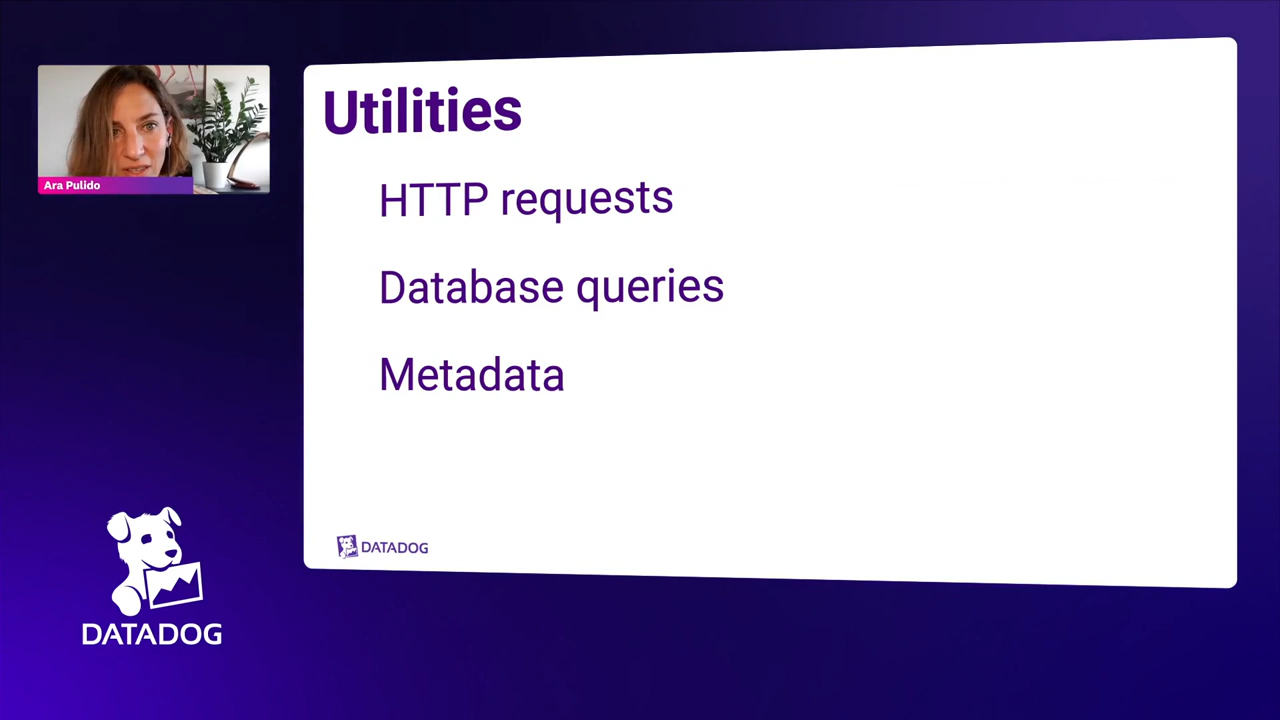 Utilities
HTTP requests
Database queries
Metadata
DATADOG
Ara Pulido
DATADOG